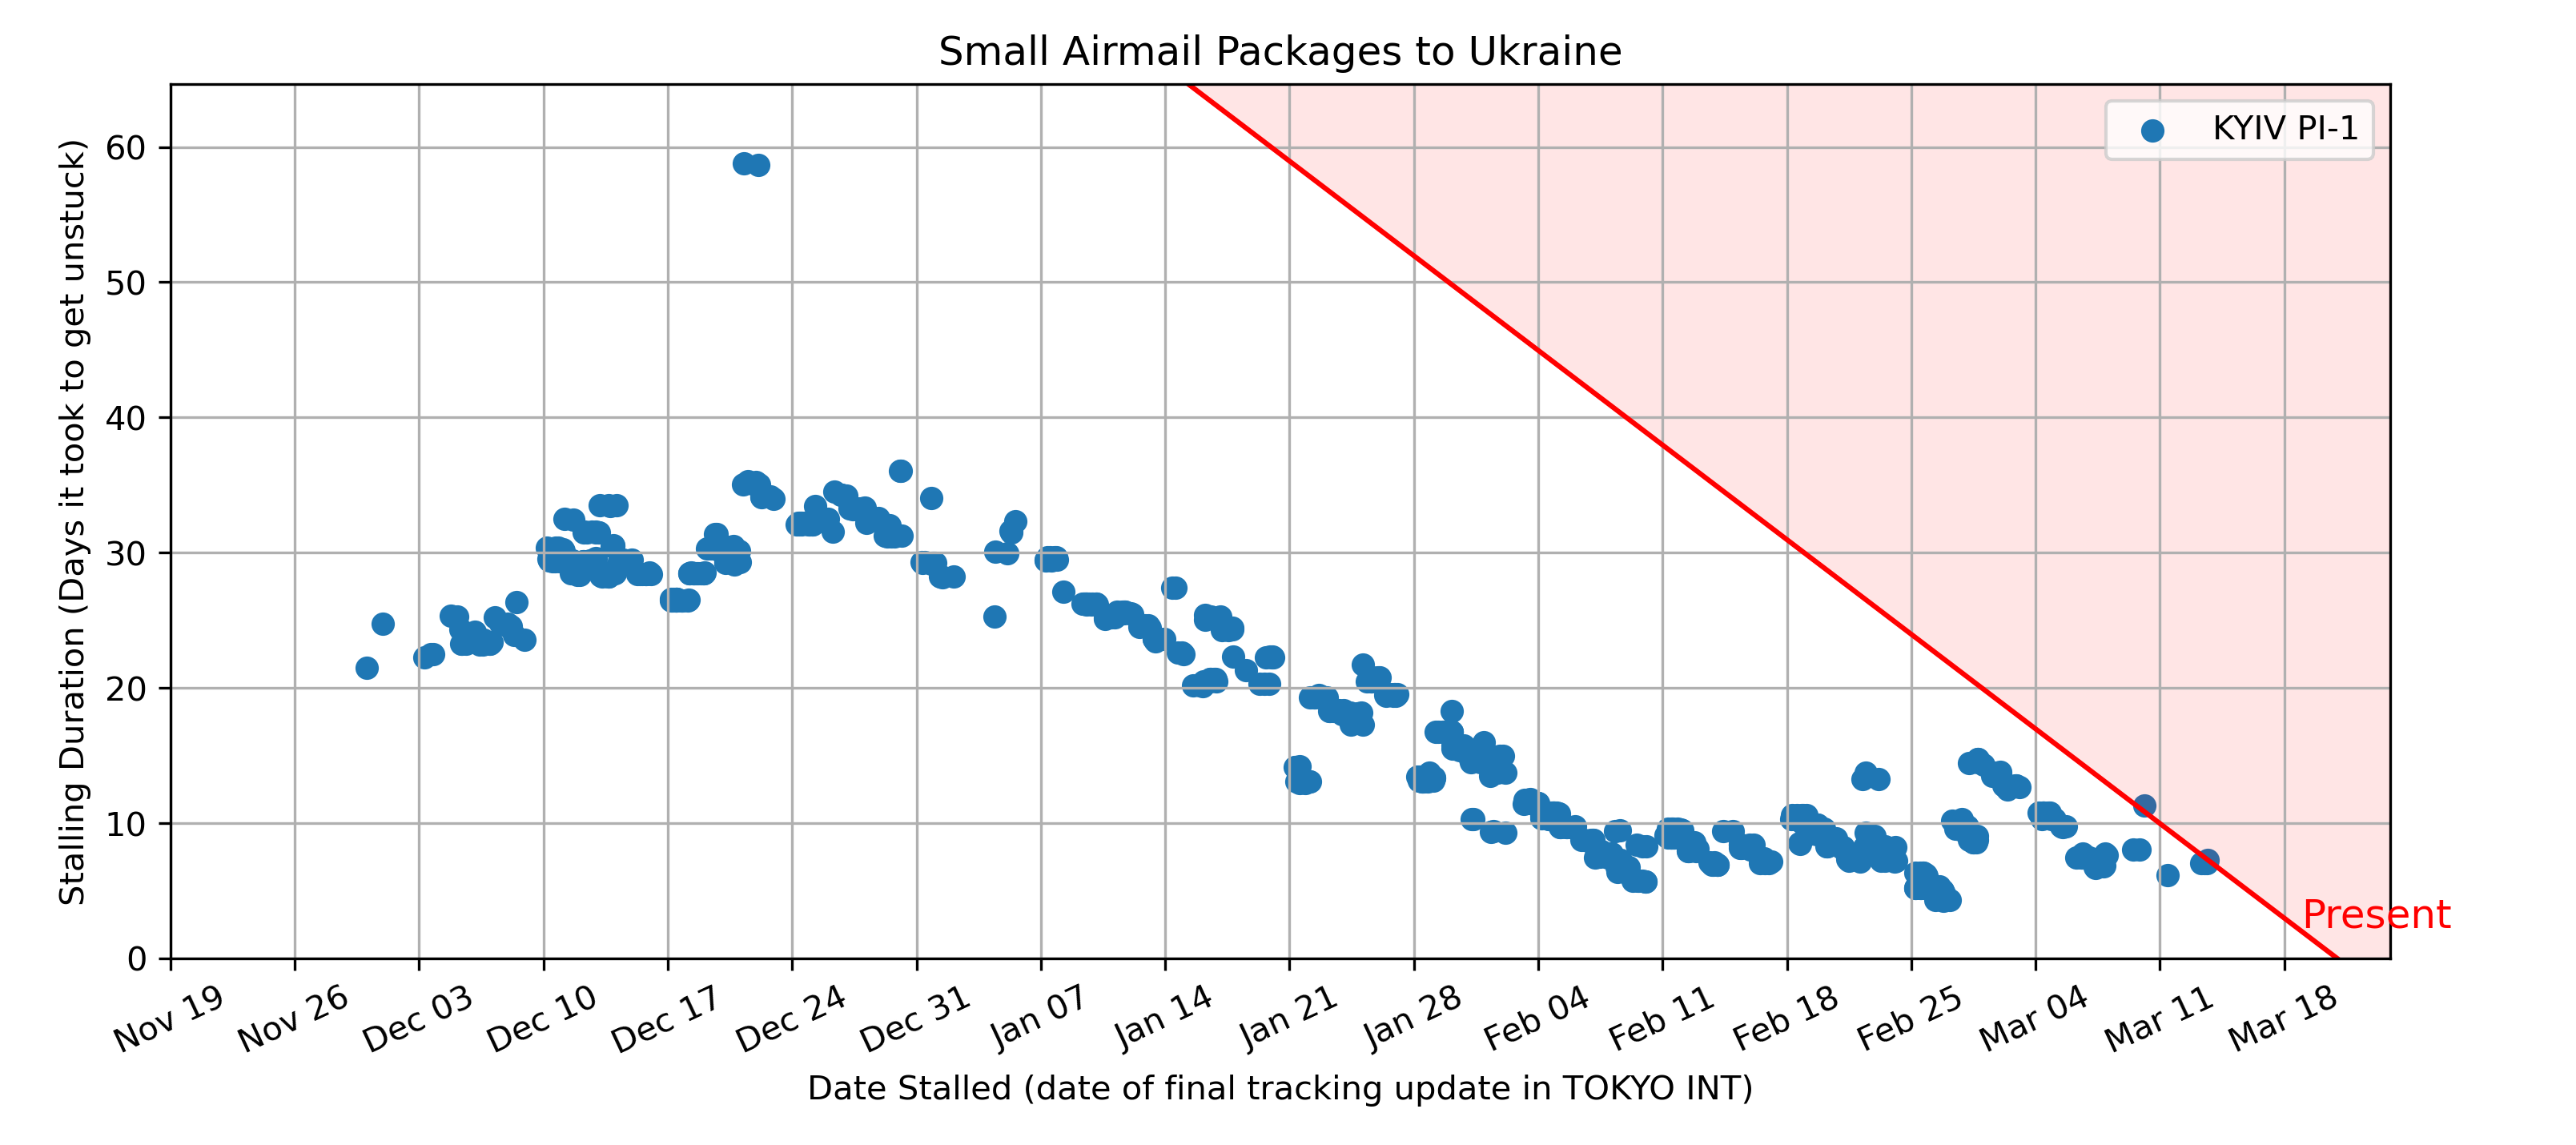 Small Airmail Packages to Ukraine
KYIV PI-1
Stalling Duration (Days it took to get unstuck)
60
50
40
30
20
10
0
Present
Nov 19
Nov 26
Dec 03
Dec 10
Dec 17
Dec 24
Dec 31
Jan 07
Jan 14
Jan 21
Jan 28
Feb 04
Feb 11
Feb 18
Feb 25
Mar 04
Mar 11
Mar 18
Date Stalled (date of final tracking update in TOKYO INT)